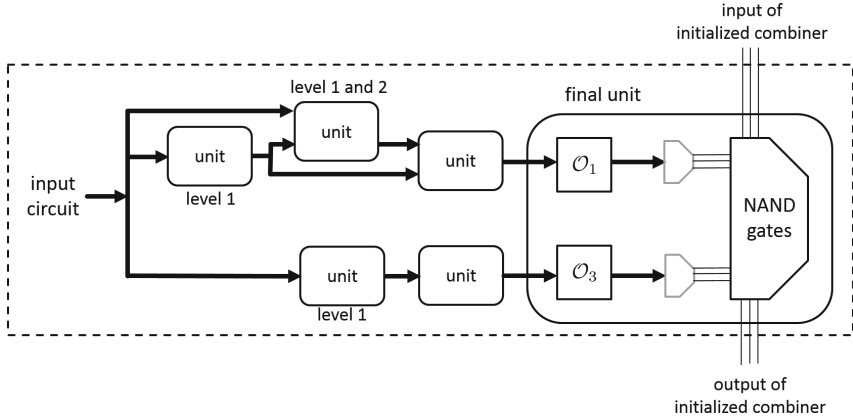 input of
initialized combiner
level 1 and 2
final unit
unit
unit
level 1
unit
input
circuit
𝒪₁
NAND
gates
unit
level 1
unit
𝒪₃
output of
initialized combiner